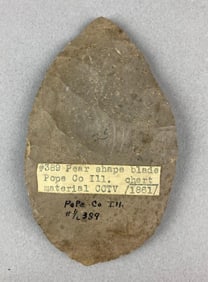 #389 Pear shape blade
Pope Co Ill. chert
material COTV /1881/
PoPe Co Ill.
389